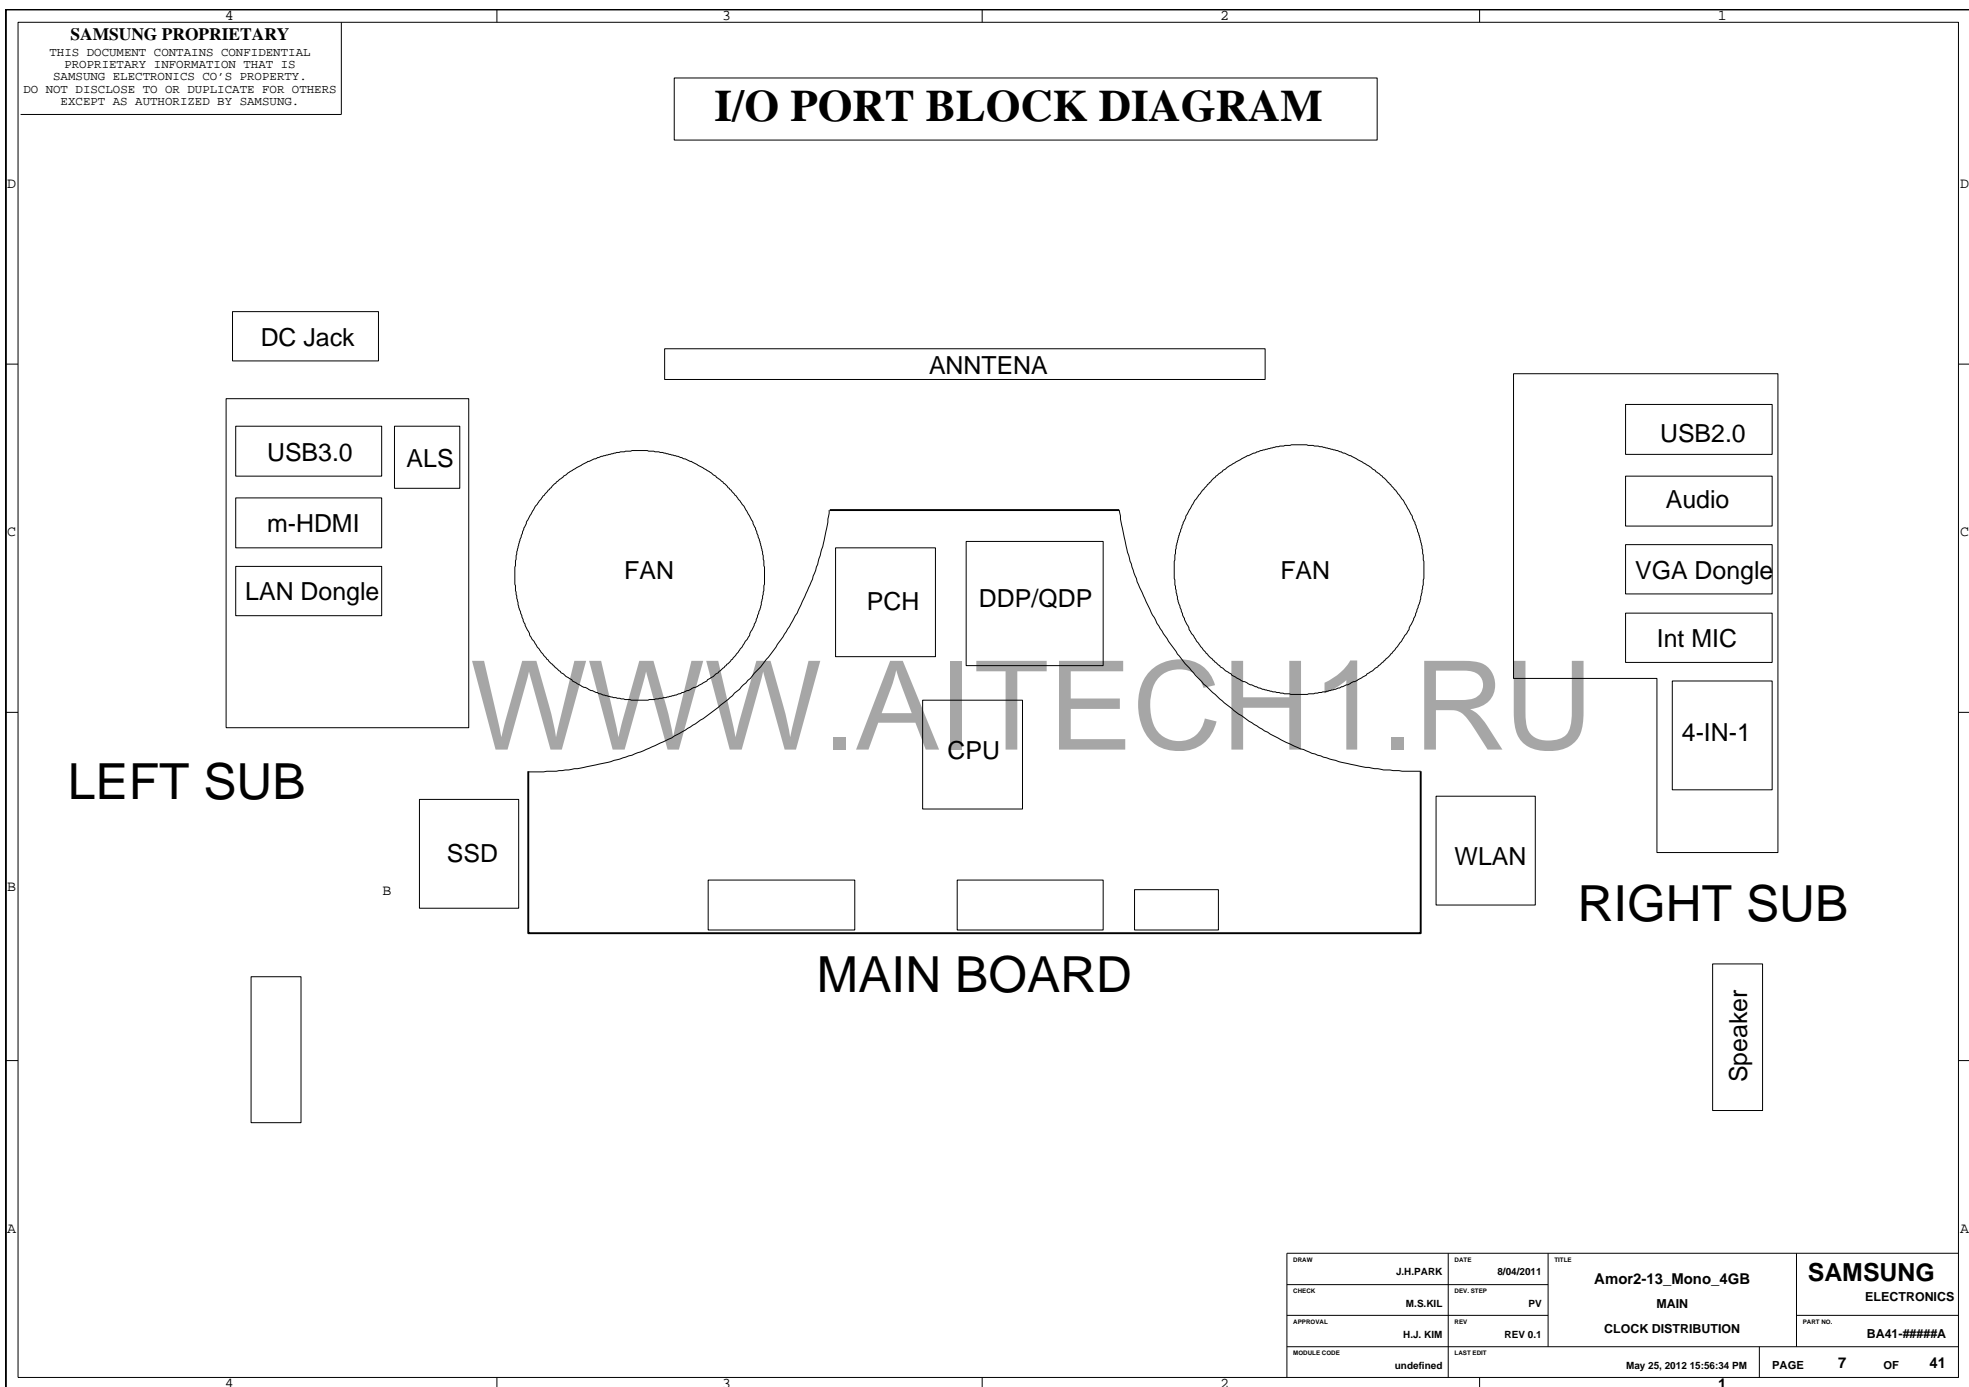 4 3 2 1
SAMSUNG PROPRIETARY
THIS DOCUMENT CONTAINS CONFIDENTIAL
PROPRIETARY INFORMATION THAT IS
SAMSUNG ELECTRONICS CO'S PROPERTY.
DO NOT DISCLOSE TO OR DUPLICATE FOR OTHERS
EXCEPT AS AUTHORIZED BY SAMSUNG.
I/O PORT BLOCK DIAGRAM
D D
DC Jack
ANNTENA
USB3.0
ALS
m-HDMI
LAN Dongle
USB2.0
Audio
VGA Dongle
Int MIC
4-IN-1
C C
FAN
FAN
PCH
DDP/QDP
CPU
WWW.AITECH1.RU
LEFT SUB
SSD
WLAN
RIGHT SUB
B B
MAIN BOARD
Speaker
A A
DRAW J.H.PARK
DATE 8/04/2011
TITLE
Amor2-13_Mono_4GB
MAIN
CLOCK DISTRIBUTION
SAMSUNG
ELECTRONICS
CHECK M.S.KIL
DEV. STEP PV
APPROVAL H.J. KIM
REV REV 0.1
PART NO. BA41-#####A
MODULE CODE undefined
LAST EDIT May 25, 2012 15:56:34 PM
PAGE 7 OF 41
4 3 2 1